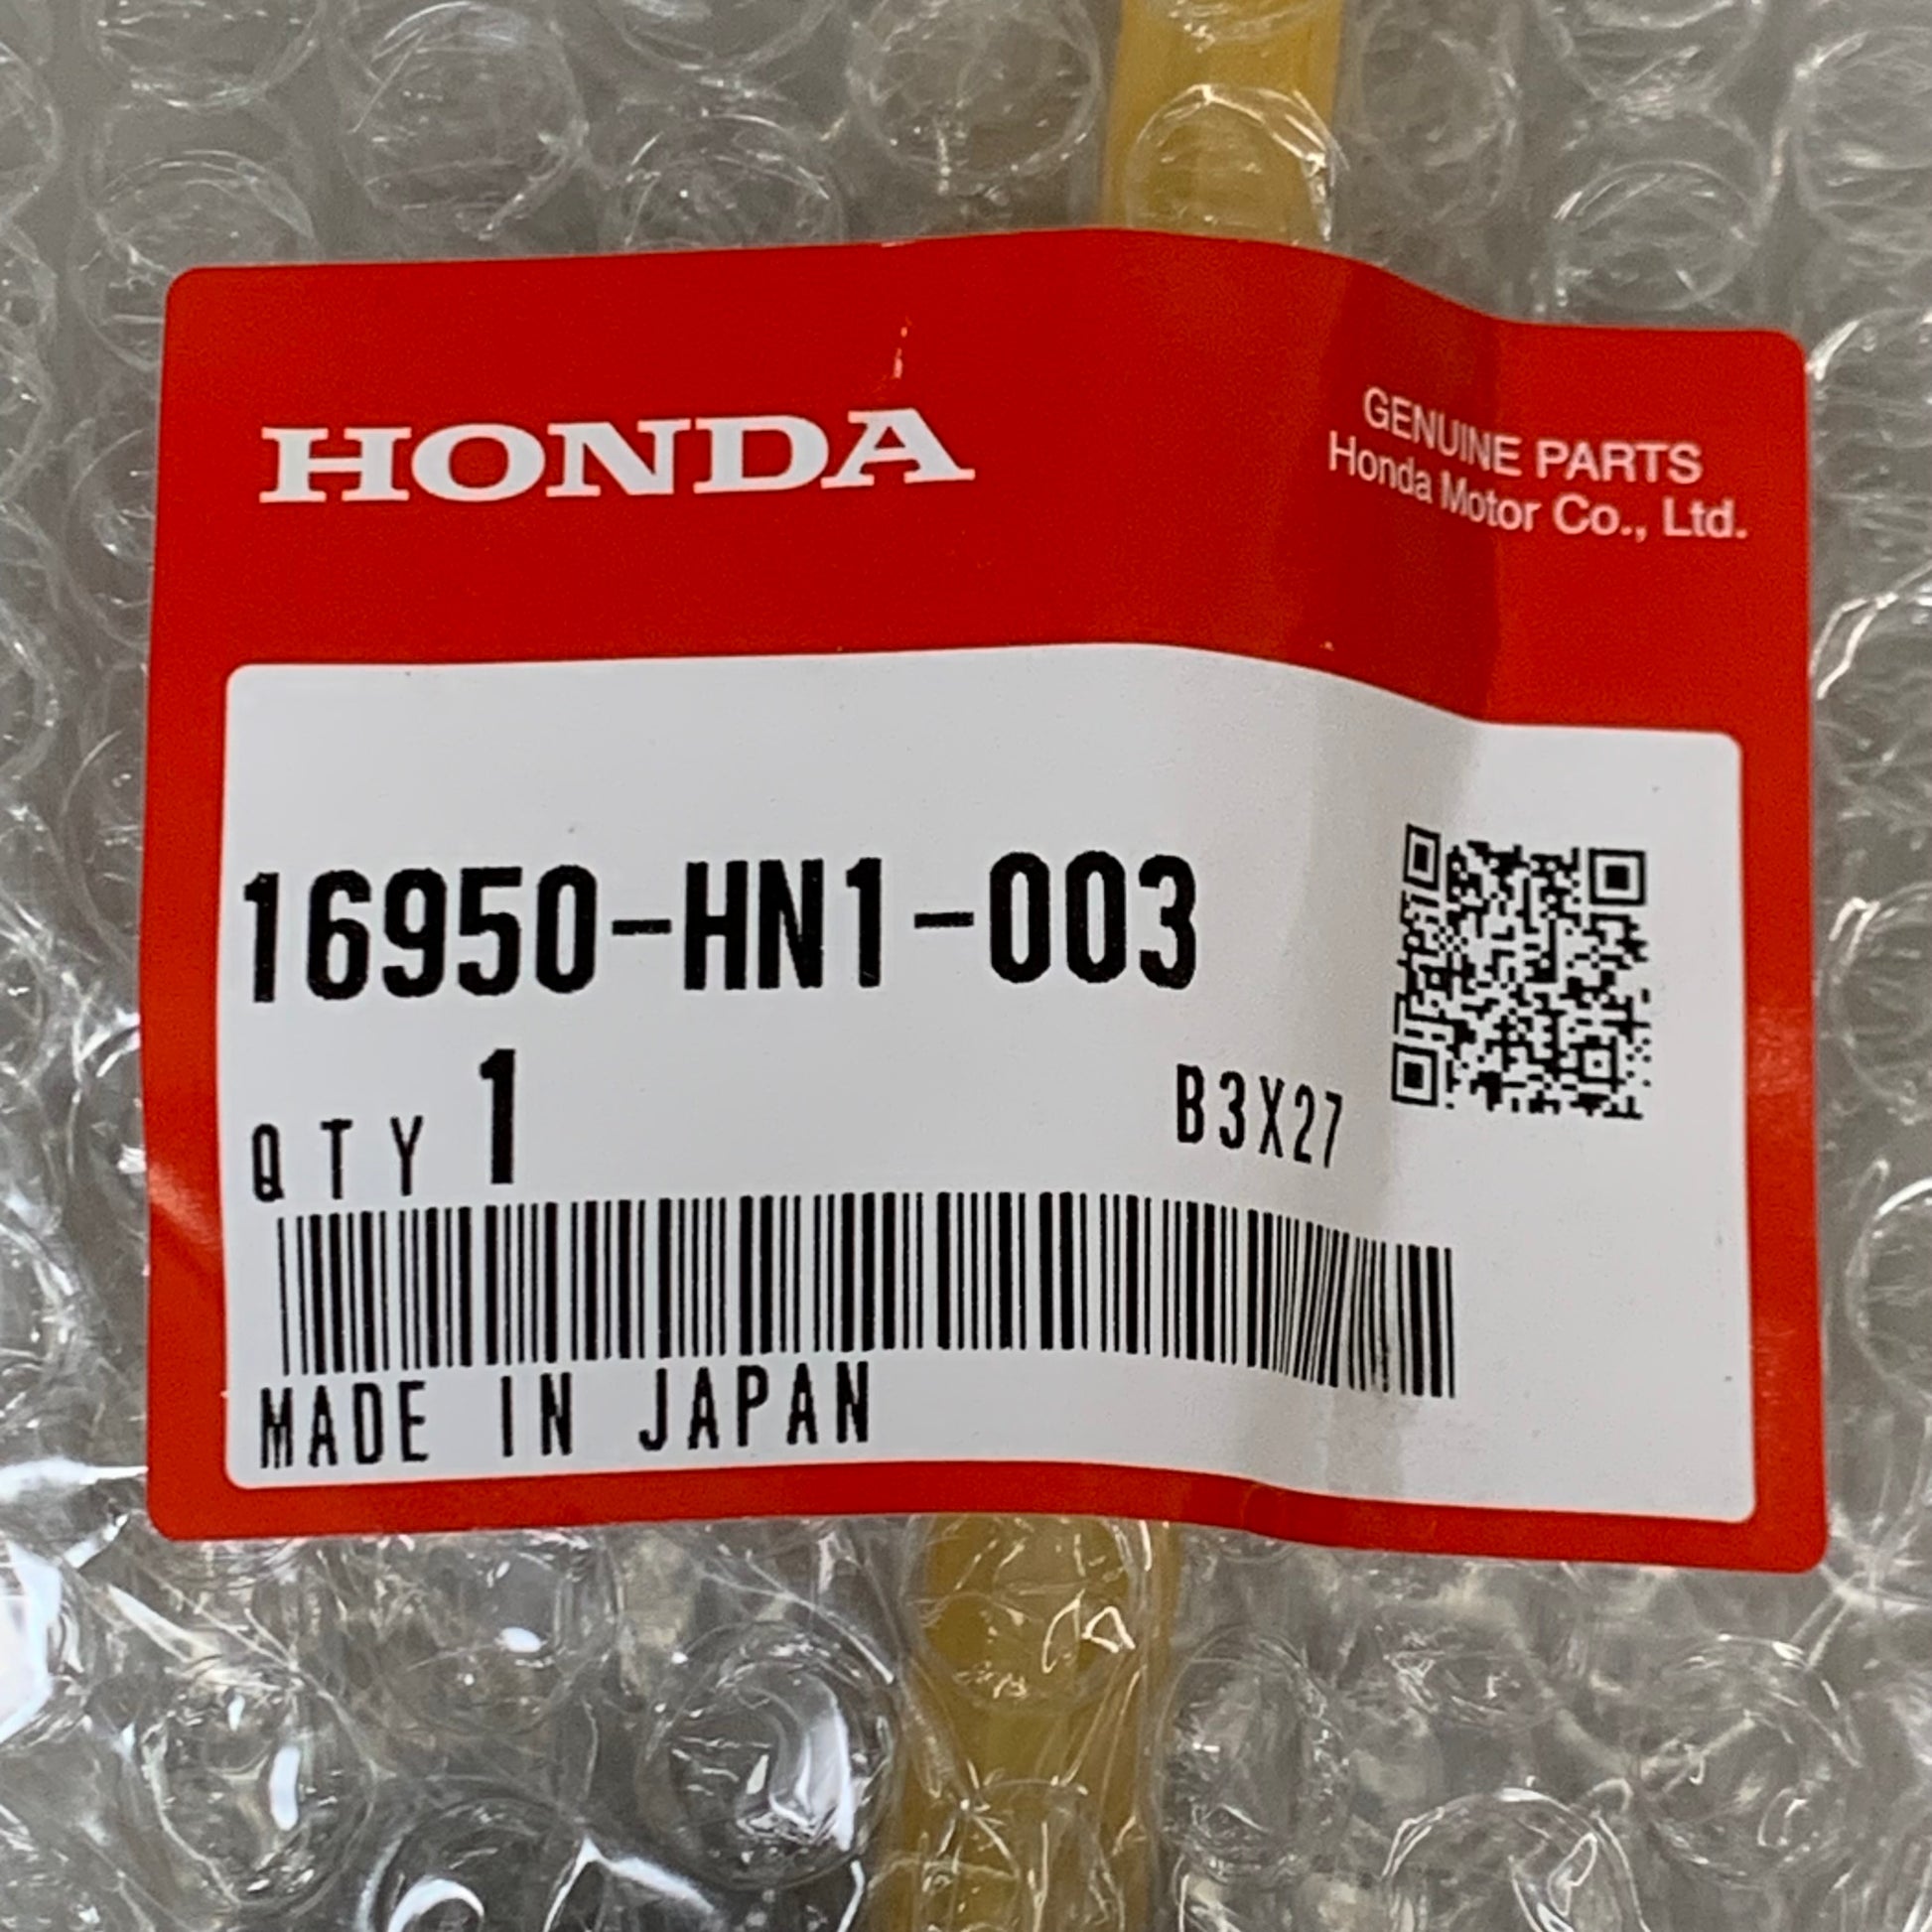 HONDA
GENUINE PARTS
Honda Motor Co., Ltd.
16950-HN1-003
QTY 1
B3X27
MADE IN JAPAN